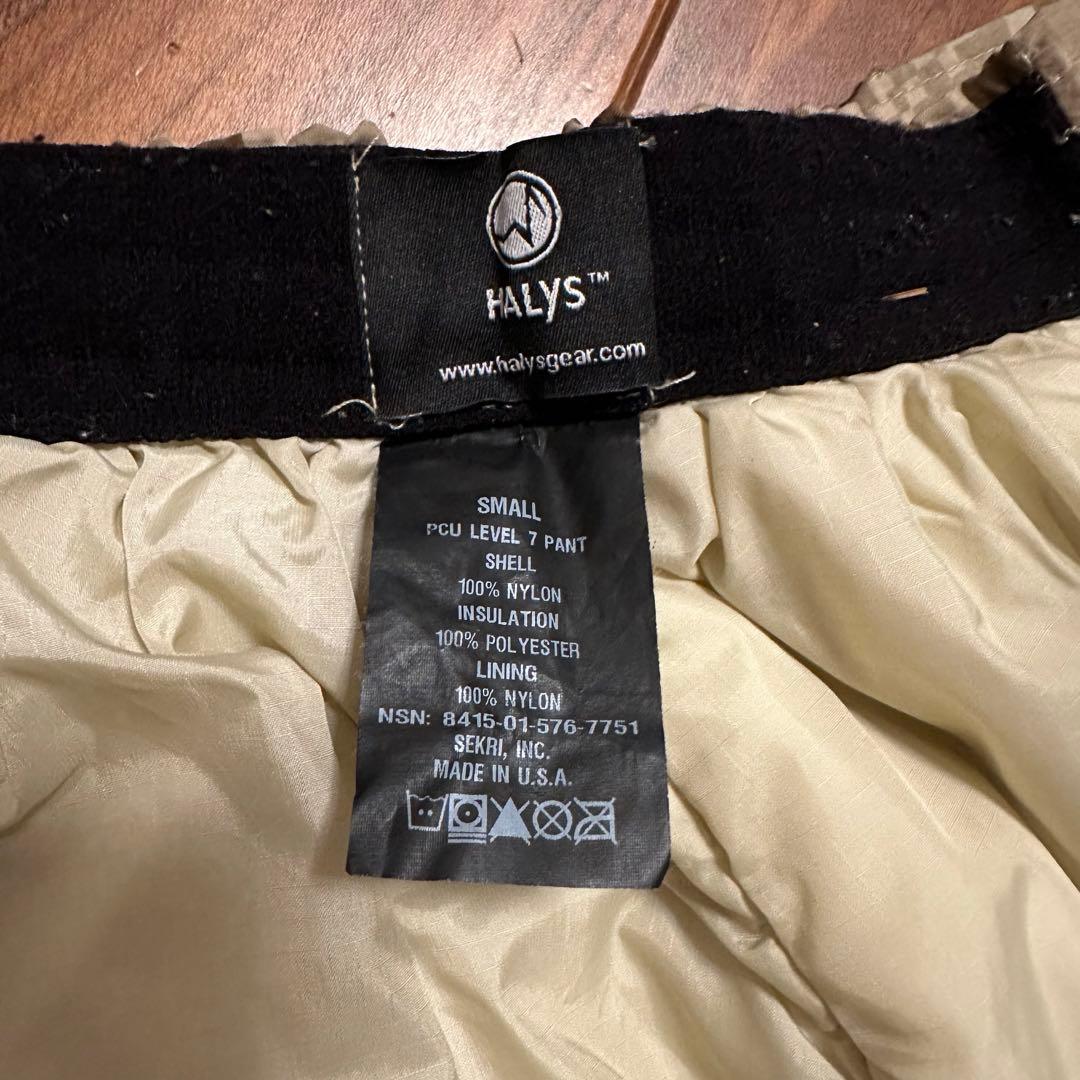 HALYS™
www.halysgear.com
SMALL
PCU LEVEL 7 PANT
SHELL
100% NYLON
INSULATION
100% POLYESTER
LINING
100% NYLON
NSN: 8415-01-576-7751
SEKRI, INC.
MADE IN U.S.A.